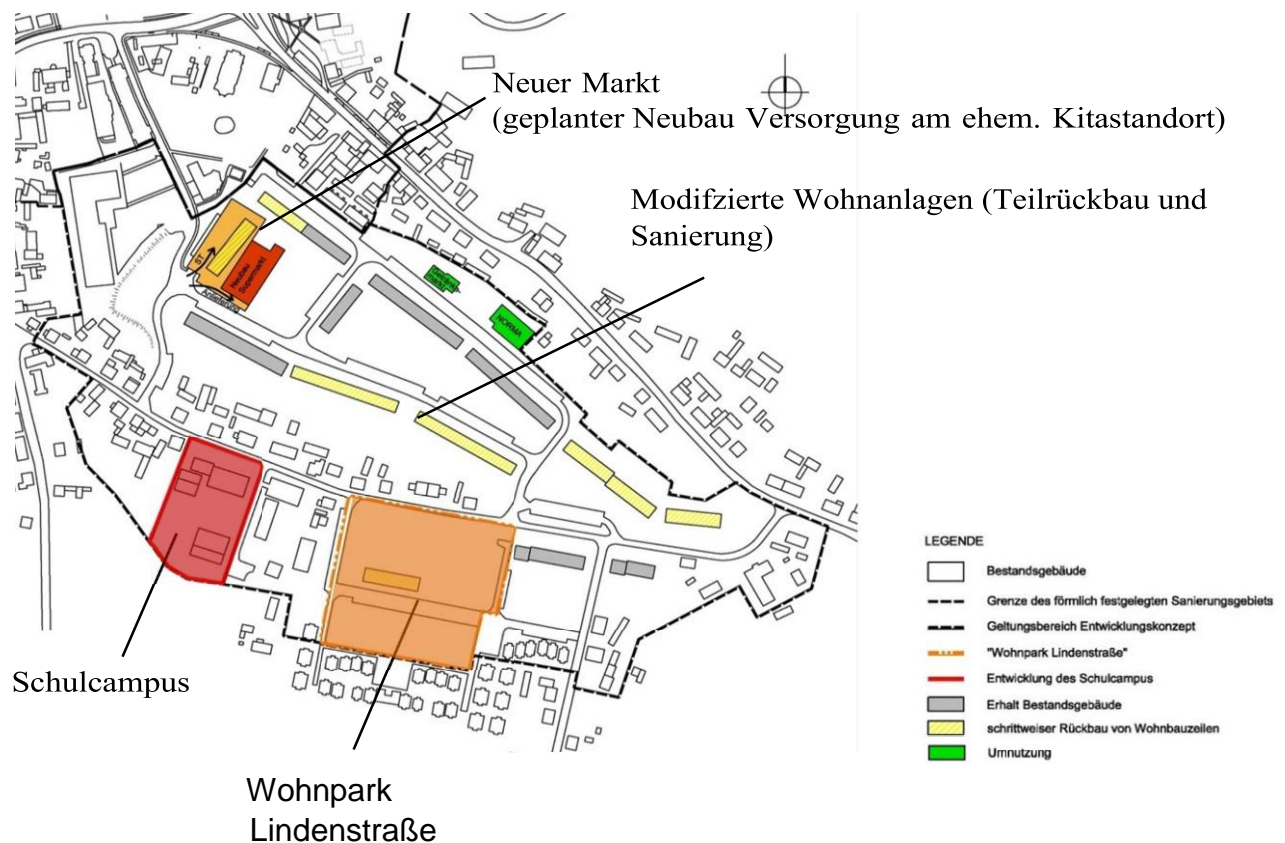 Neuer Markt
(geplanter Neubau Versorgung am ehem. Kitastandort)
Modifzierte Wohnanlagen (Teilrückbau und
Sanierung)
ST
Neubau
Supermarkt
Anlieferung
NORMA
Schulcampus
Wohnpark
Lindenstraße
LEGENDE
Bestandsgebäude
Grenze des förmlich festgelegten Sanierungsgebiets
Geltungsbereich Entwicklungskonzept
"Wohnpark Lindenstraße"
Entwicklung des Schulcampus
Erhalt Bestandsgebäude
schrittweiser Rückbau von Wohnbauzeilen
Umnutzung